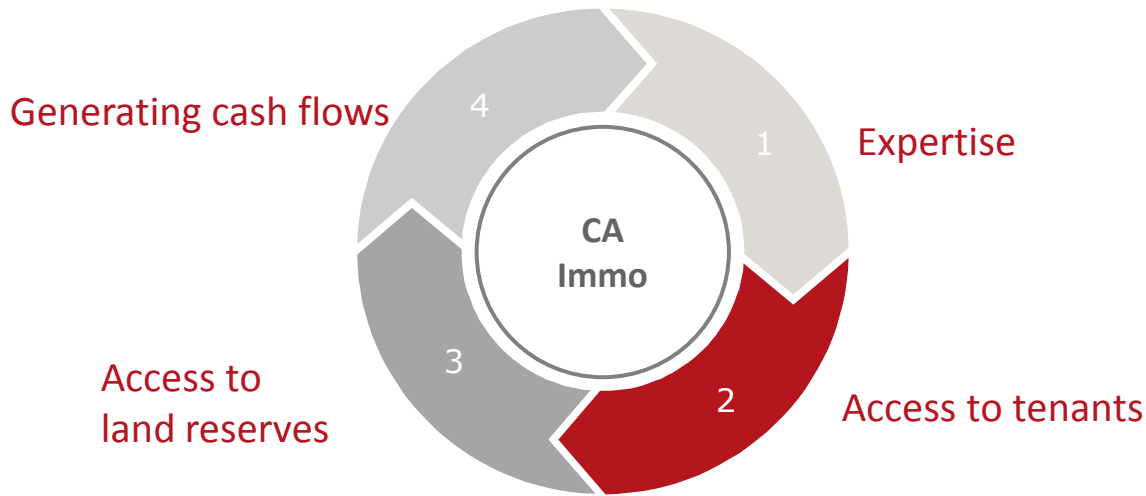 4
Generating cash flows
1
Expertise
CA
Immo
3
Access to
land reserves
2
Access to tenants